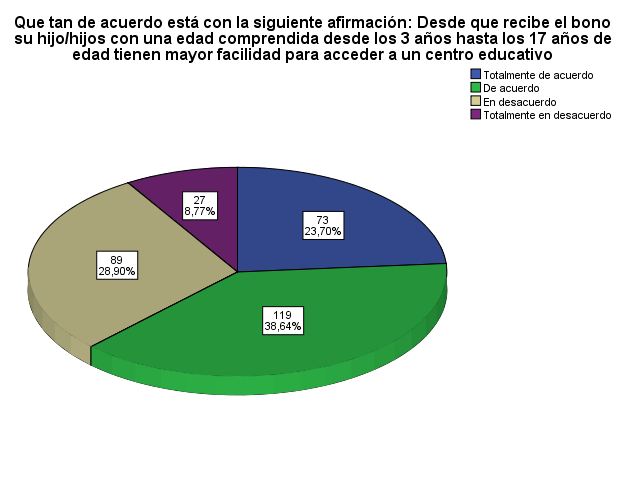 Que tan de acuerdo está con la siguiente afirmación: Desde que recibe el bono
su hijo/hijos con una edad comprendida desde los 3 años hasta los 17 años de
edad tienen mayor facilidad para acceder a un centro educativo
Totalmente de acuerdo
De acuerdo
En desacuerdo
Totalmente en desacuerdo
27
8,77%
73
23,70%
89
28,90%
119
38,64%